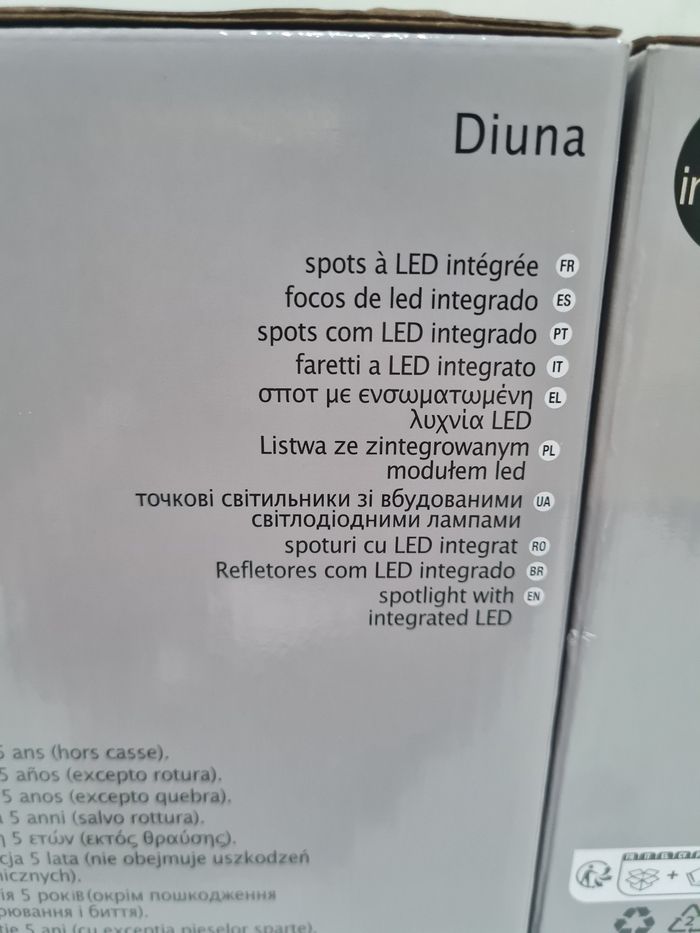 Diuna
spots à LED intégrée FR
focos de led integrado ES
spots com LED integrado PT
faretti a LED integrato IT
σποτ με ενσωματωμένη EL
λυχνία LED
Listwa ze zintegrowanym PL
modułem led
точкові світильники зі вбудованими UA
світлодіодними лампами
spoturi cu LED integrat RO
Refletores com LED integrado BR
spotlight with EN
integrated LED
5 ans (hors casse).
5 años (excepto rotura).
5 anos (excepto quebra).
5 anni (salvo rottura).
5 ετών (εκτός θραύσης).
5 lata (nie obejmuje uszkodzeń
5 років(окрім пошкодження
і биття).
5 ani (cu excepția pieselor sparte).